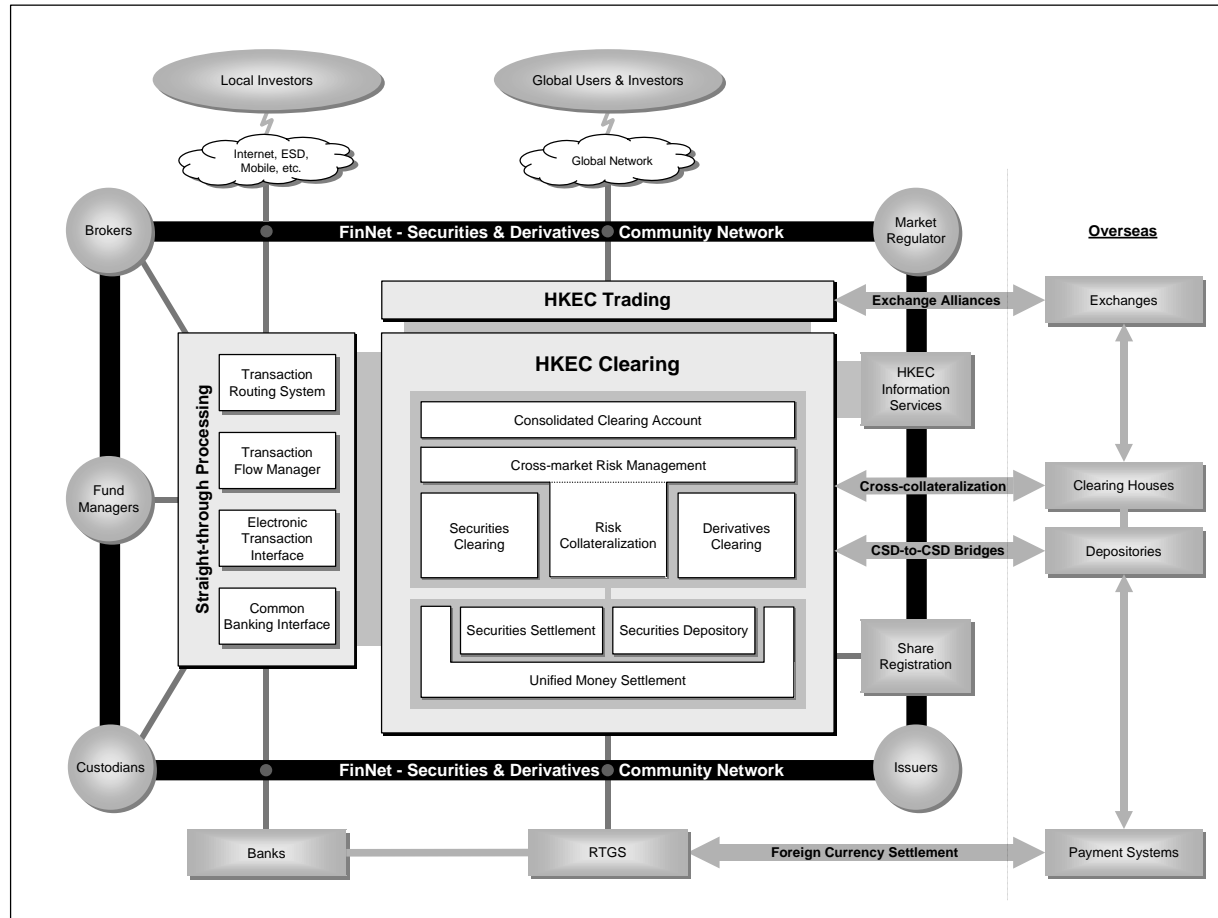 Local Investors
Global Users & Investors
Internet, ESD,
Mobile, etc.
Global Network
Brokers
FinNet - Securities & Derivatives Community Network
Market
Regulator
Overseas
HKEC Trading
Exchange Alliances
Exchanges
Straight-through Processing
Transaction
Routing System
Transaction
Flow Manager
Electronic
Transaction
Interface
Common
Banking Interface
HKEC Clearing
Consolidated Clearing Account
Cross-market Risk Management
Securities
Clearing
Risk
Collateralization
Derivatives
Clearing
Securities Settlement
Securities Depository
Unified Money Settlement
HKEC
Information
Services
Fund
Managers
Cross-collateralization
Clearing Houses
CSD-to-CSD Bridges
Depositories
Share
Registration
Custodians
FinNet - Securities & Derivatives Community Network
Issuers
Banks
RTGS
Foreign Currency Settlement
Payment Systems